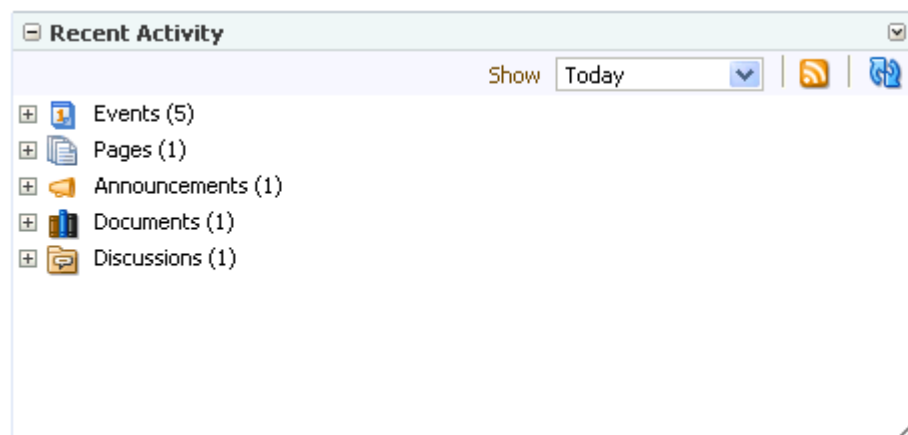 Recent Activity
Show Today
Events (5)
Pages (1)
Announcements (1)
Documents (1)
Discussions (1)